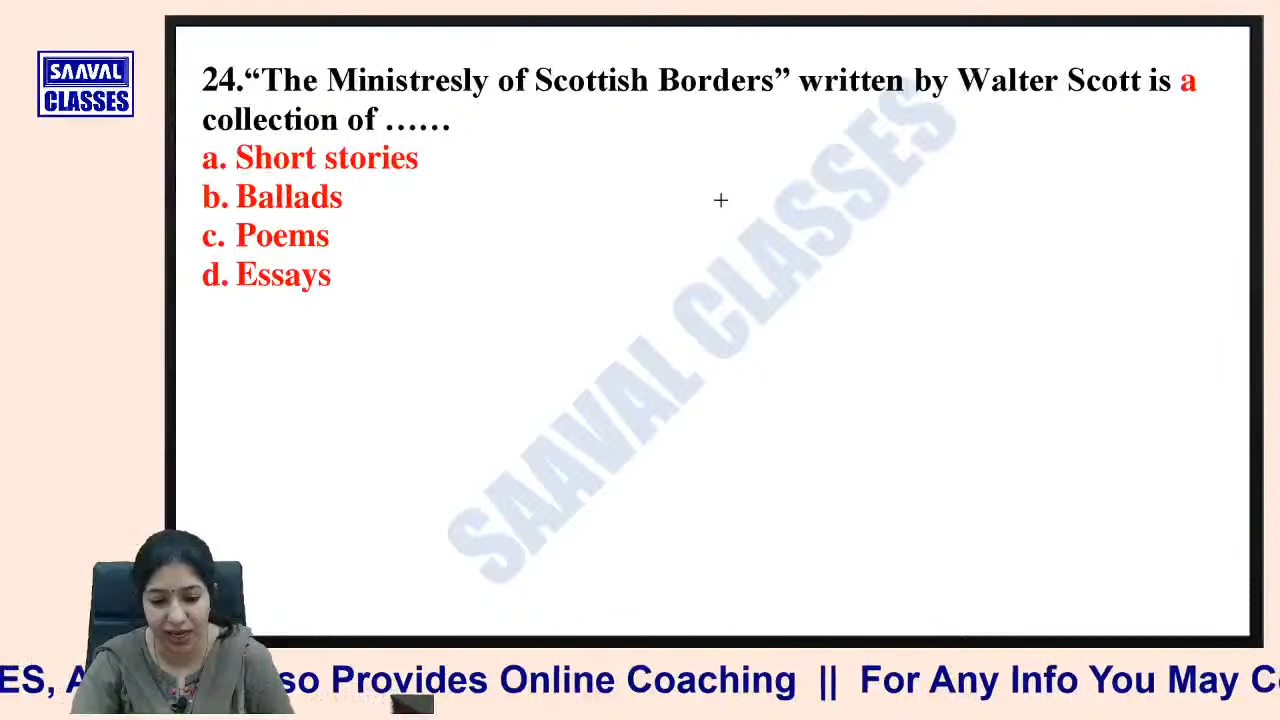 SAAVAL
CLASSES
24.“The Ministresly of Scottish Borders” written by Walter Scott is a
collection of ……
a. Short stories
b. Ballads
c. Poems
d. Essays
SAAVAL CLASSES
ES, A so Provides Online Coaching || For Any Info You May Co